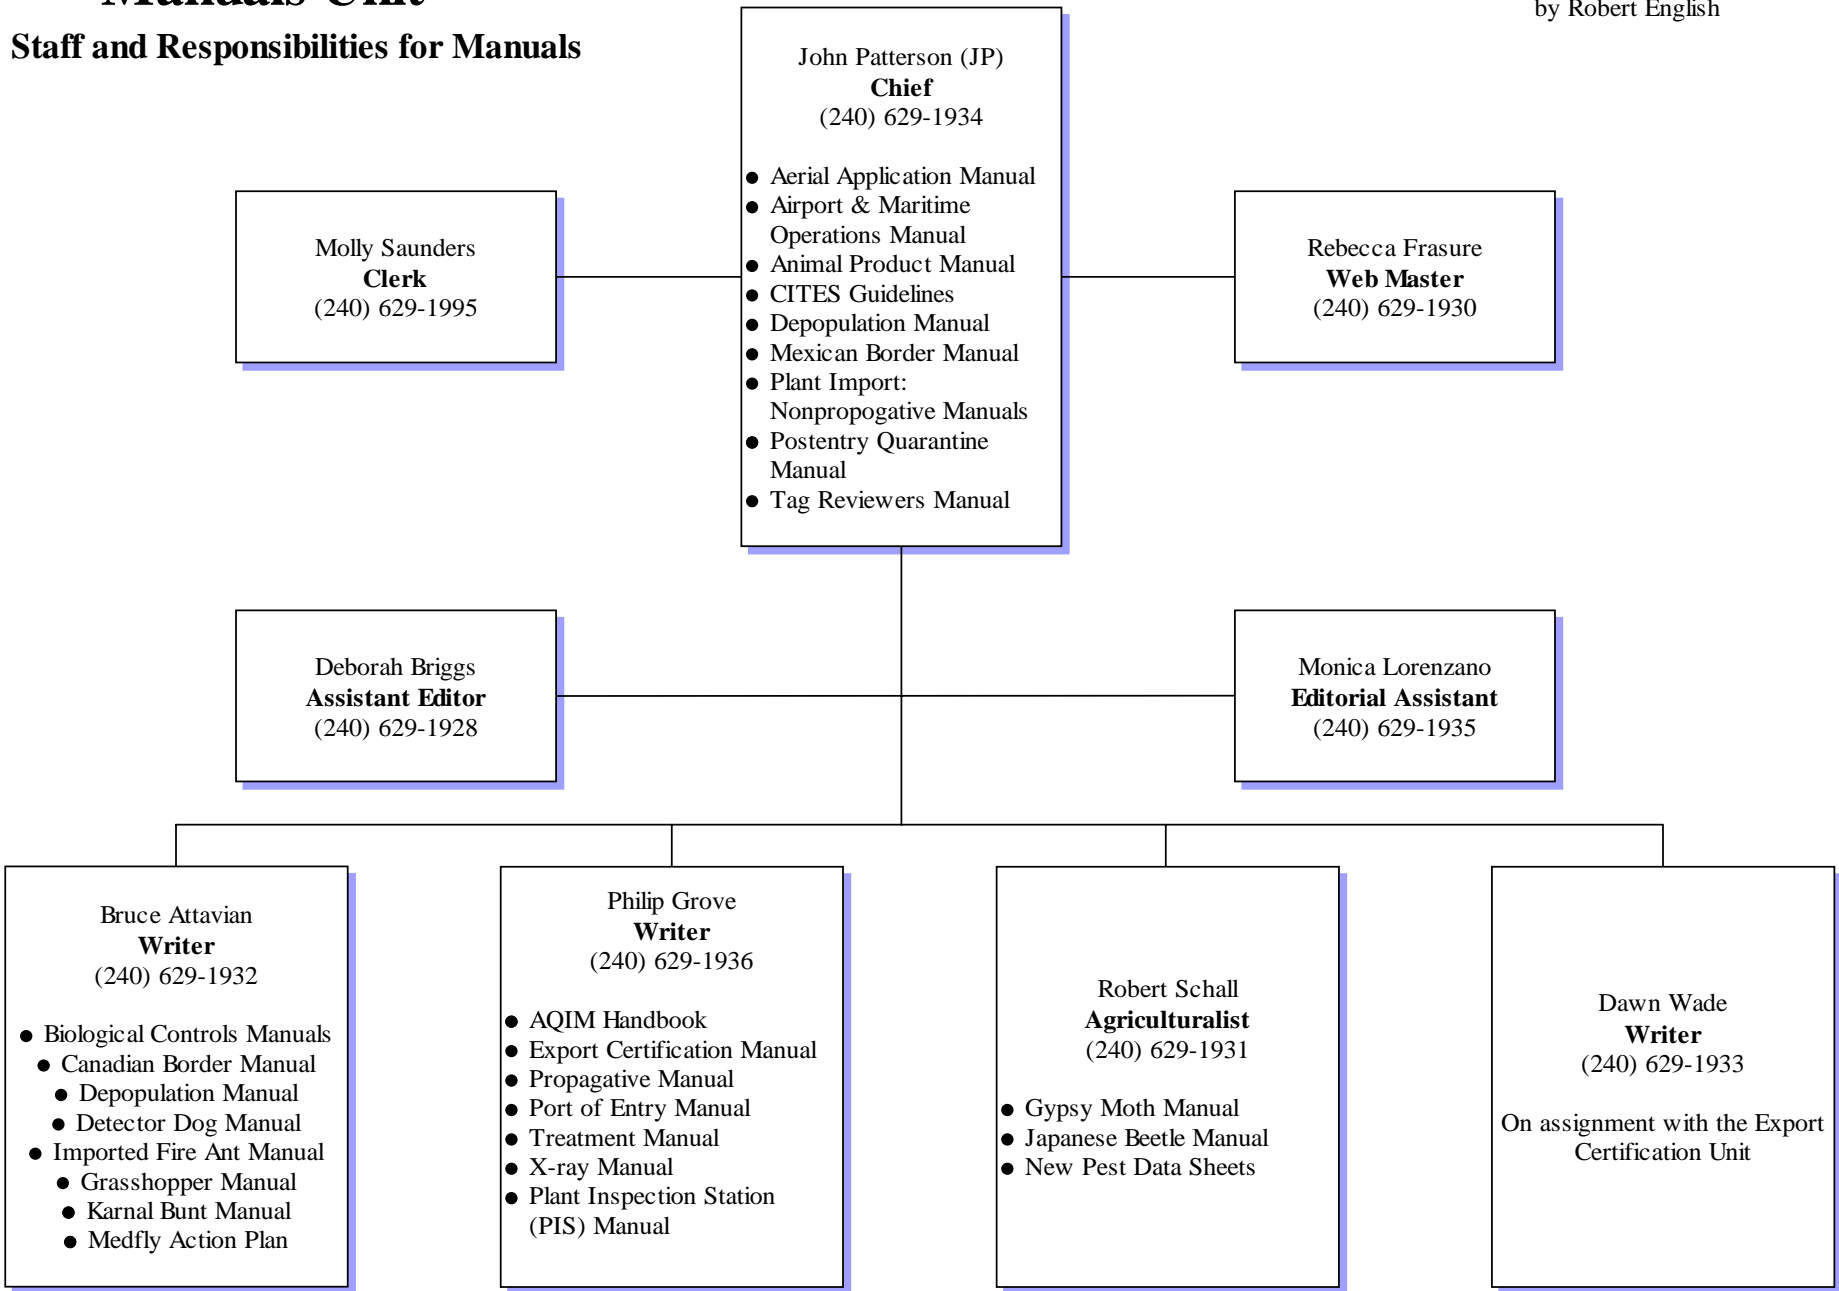 Manuals Unit
by Robert English
Staff and Responsibilities for Manuals
John Patterson (JP)
Chief
(240) 629-1934
● Aerial Application Manual
● Airport & Maritime
Operations Manual
● Animal Product Manual
● CITES Guidelines
● Depopulation Manual
● Mexican Border Manual
● Plant Import:
Nonpropogative Manuals
● Postentry Quarantine
Manual
● Tag Reviewers Manual
Molly Saunders
Clerk
(240) 629-1995
Rebecca Frasure
Web Master
(240) 629-1930
Deborah Briggs
Assistant Editor
(240) 629-1928
Monica Lorenzano
Editorial Assistant
(240) 629-1935
Bruce Attavian
Writer
(240) 629-1932
● Biological Controls Manuals
● Canadian Border Manual
● Depopulation Manual
● Detector Dog Manual
● Imported Fire Ant Manual
● Grasshopper Manual
● Karnal Bunt Manual
● Medfly Action Plan
Philip Grove
Writer
(240) 629-1936
● AQIM Handbook
● Export Certification Manual
● Propagative Manual
● Port of Entry Manual
● Treatment Manual
● X-ray Manual
● Plant Inspection Station
(PIS) Manual
Robert Schall
Agriculturalist
(240) 629-1931
● Gypsy Moth Manual
● Japanese Beetle Manual
● New Pest Data Sheets
Dawn Wade
Writer
(240) 629-1933
On assignment with the Export
Certification Unit